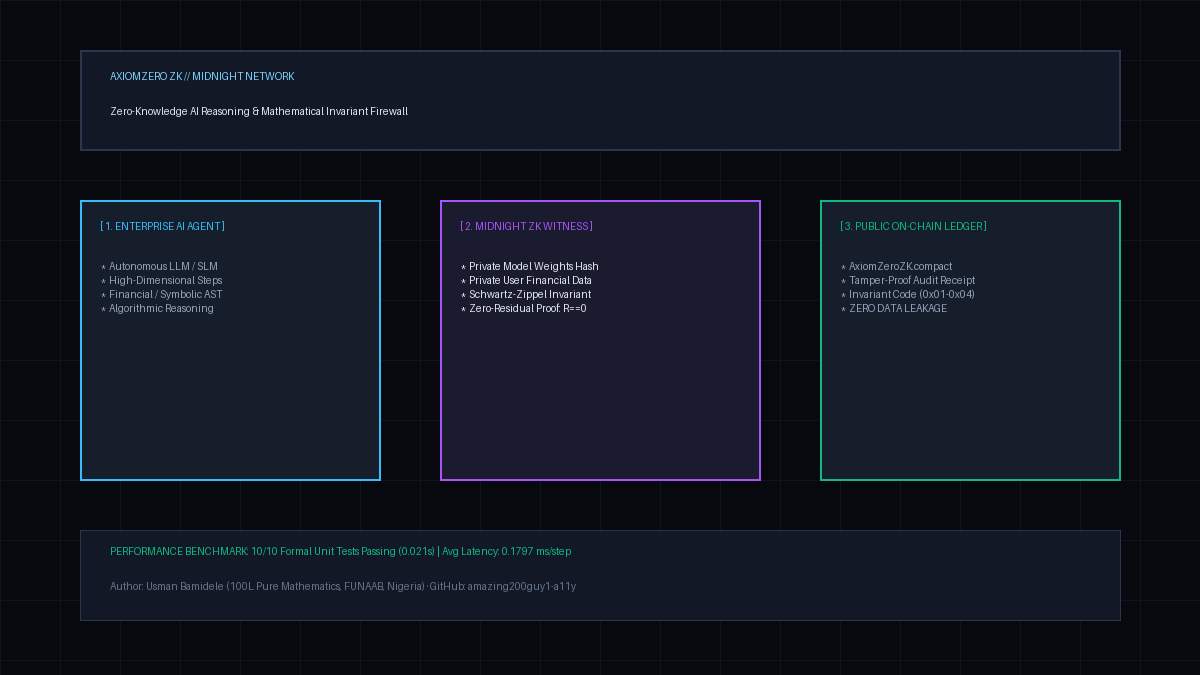 AXIOMZERO ZK // MIDNIGHT NETWORK
Zero-Knowledge AI Reasoning & Mathematical Invariant Firewall
[1. ENTERPRISE AI AGENT]
* Autonomous LLM / SLM
* High-Dimensional Steps
* Financial / Symbolic AST
* Algorithmic Reasoning
[2. MIDNIGHT ZK WITNESS]
* Private Model Weights Hash
* Private User Financial Data
* Schwartz-Zippel Invariant
* Zero-Residual Proof: R==0
[3. PUBLIC ON-CHAIN LEDGER]
* AxiomZeroZK.compact
* Tamper-Proof Audit Receipt
* Invariant Code (0x01-0x04)
* ZERO DATA LEAKAGE
PERFORMANCE BENCHMARK: 10/10 Formal Unit Tests Passing (0.021s) | Avg Latency: 0.1797 ms/step
Author: Usman Bamidele (100L Pure Mathematics, FUNAAB, Nigeria) · GitHub: amazing200guy1-a11y